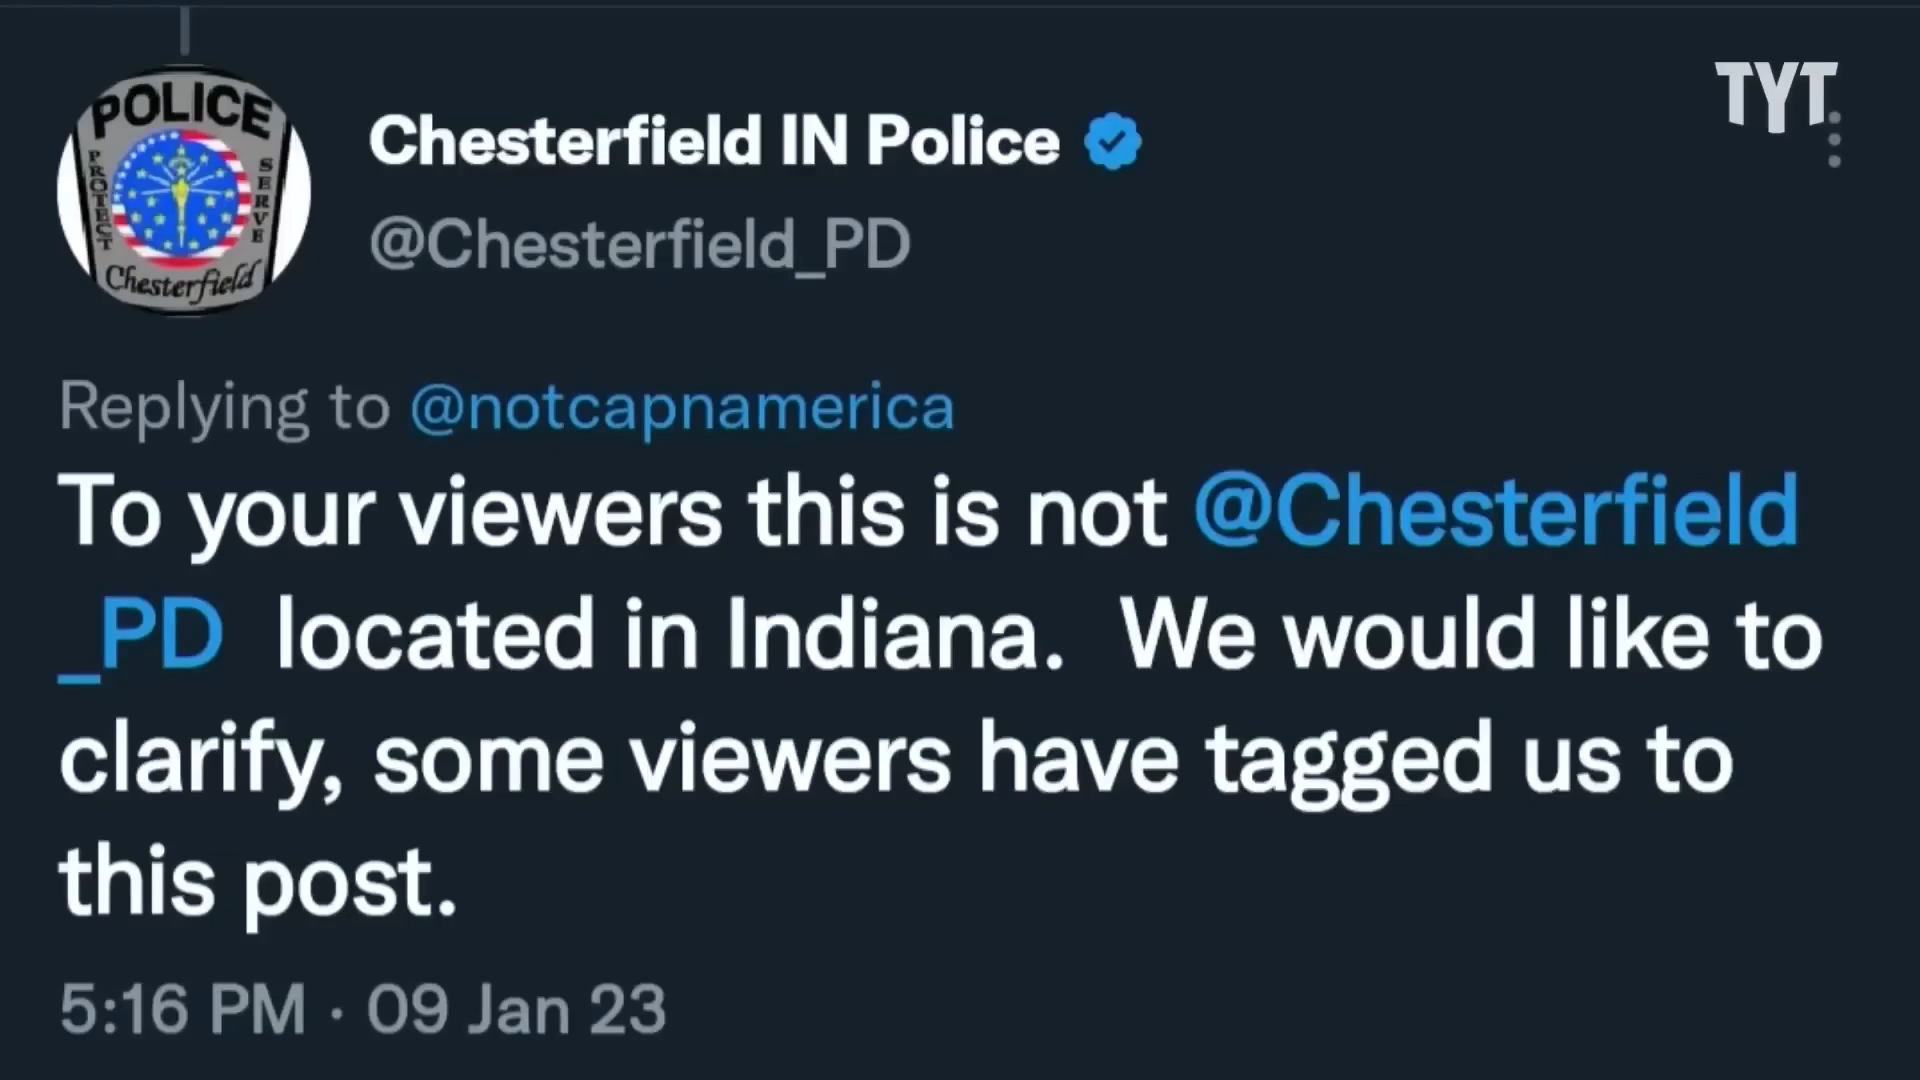 POLICE
PROTECT
SERVE
Chesterfield
TYT
Chesterfield IN Police
@Chesterfield_PD
Replying to @notcapnamerica
To your viewers this is not @Chesterfield
_PD  located in Indiana.  We would like to
clarify, some viewers have tagged us to
this post.
5:16 PM · 09 Jan 23